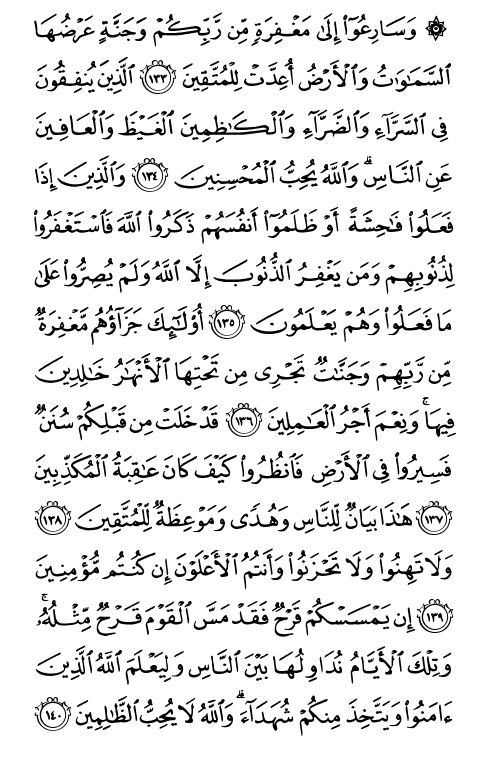 ۞ وَسَارِعُوٓا۟ إِلَىٰ مَغْفِرَةٍ مِّن رَّبِّكُمْ وَجَنَّةٍ عَرْضُهَا
ٱلسَّمَـٰوَٰتُ وَٱلْأَرْضُ أُعِدَّتْ لِلْمُتَّقِينَ ۝١٣٣ ٱلَّذِينَ يُنفِقُونَ
فِى ٱلسَّرَّآءِ وَٱلضَّرَّآءِ وَٱلْكَـٰظِمِينَ ٱلْغَيْظَ وَٱلْعَافِينَ
عَنِ ٱلنَّاسِ ۗ وَٱللَّهُ يُحِبُّ ٱلْمُحْسِنِينَ ۝١٣٤ وَٱلَّذِينَ إِذَا
فَعَلُوا۟ فَـٰحِشَةً أَوْ ظَلَمُوٓا۟ أَنفُسَهُمْ ذَكَرُوا۟ ٱللَّهَ فَٱسْتَغْفَرُوا۟
لِذُنُوبِهِمْ وَمَن يَغْفِرُ ٱلذُّنُوبَ إِلَّا ٱللَّهُ وَلَمْ يُصِرُّوا۟ عَلَىٰ
مَا فَعَلُوا۟ وَهُمْ يَعْلَمُونَ ۝١٣٥ أُو۟لَـٰٓئِكَ جَزَآؤُهُم مَّغْفِرَةٌ
مِّن رَّبِّهِمْ وَجَنَّـٰتٌ تَجْرِى مِن تَحْتِهَا ٱلْأَنْهَـٰرُ خَـٰلِدِينَ
فِيهَا ۚ وَنِعْمَ أَجْرُ ٱلْعَـٰمِلِينَ ۝١٣٦ قَدْ خَلَتْ مِن قَبْلِكُمْ سُنَنٌ
فَسِيرُوا۟ فِى ٱلْأَرْضِ فَٱنظُرُوا۟ كَيْفَ كَانَ عَـٰقِبَةُ ٱلْمُكَذِّبِينَ
۝١٣٧ هَـٰذَا بَيَانٌ لِّلنَّاسِ وَهُدًى وَمَوْعِظَةٌ لِّلْمُتَّقِينَ ۝١٣٨
وَلَا تَهِنُوا۟ وَلَا تَحْزَنُوا۟ وَأَنتُمُ ٱلْأَعْلَوْنَ إِن كُنتُم مُّؤْمِنِينَ
۝١٣٩ إِن يَمْسَسْكُمْ قَرْحٌ فَقَدْ مَسَّ ٱلْقَوْمَ قَرْحٌ مِّثْلُهُۥ ۚ
وَتِلْكَ ٱلْأَيَّامُ نُدَاوِلُهَا بَيْنَ ٱلنَّاسِ وَلِيَعْلَمَ ٱللَّهُ ٱلَّذِينَ
ءَامَنُوا۟ وَيَتَّخِذَ مِنكُمْ شُهَدَآءَ ۗ وَٱللَّهُ لَا يُحِبُّ ٱلظَّـٰلِمِينَ ۝١٤٠